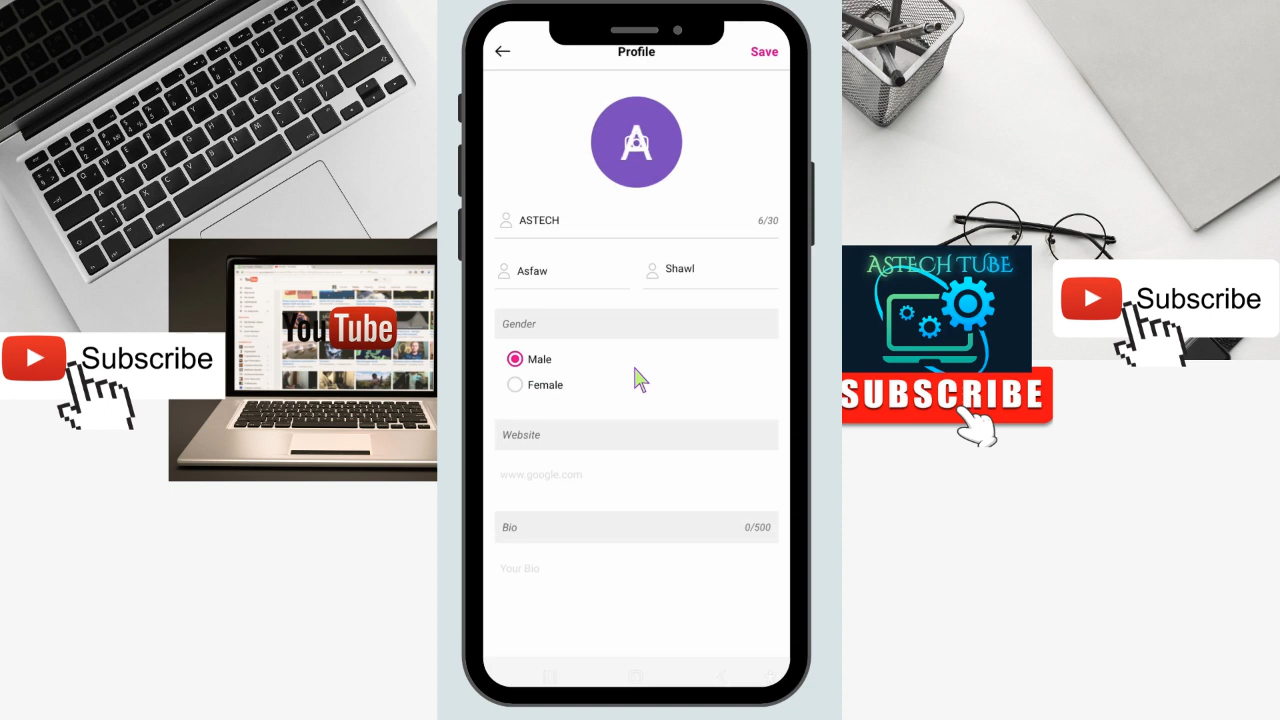 Profile
Save
A
ASTECH
6/30
Asfaw
Shawl
Gender
Male
Female
Website
www.google.com
Bio
0/500
Your Bio
YouTube
Subscribe
ASTECH TUBE
SUBSCRIBE
Subscribe